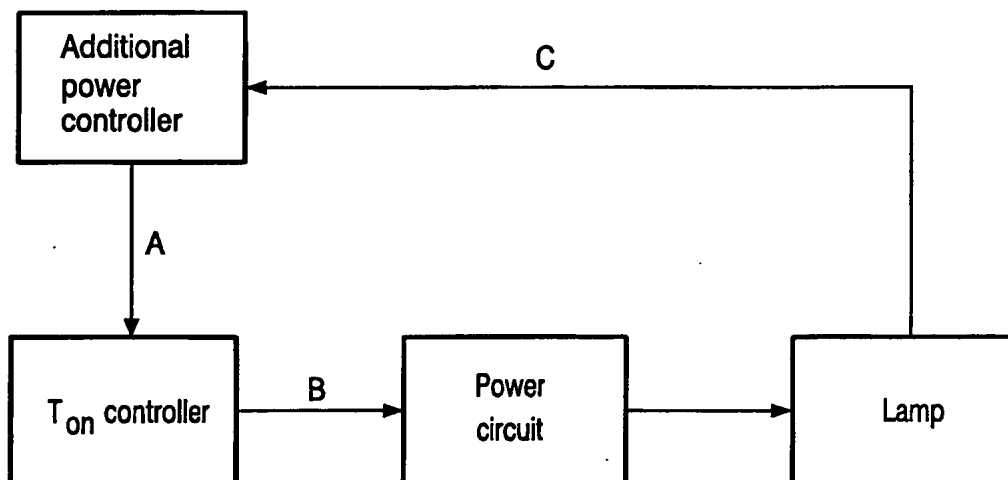 Additional
power
controller
C
A
T_on controller
B
Power
circuit
Lamp